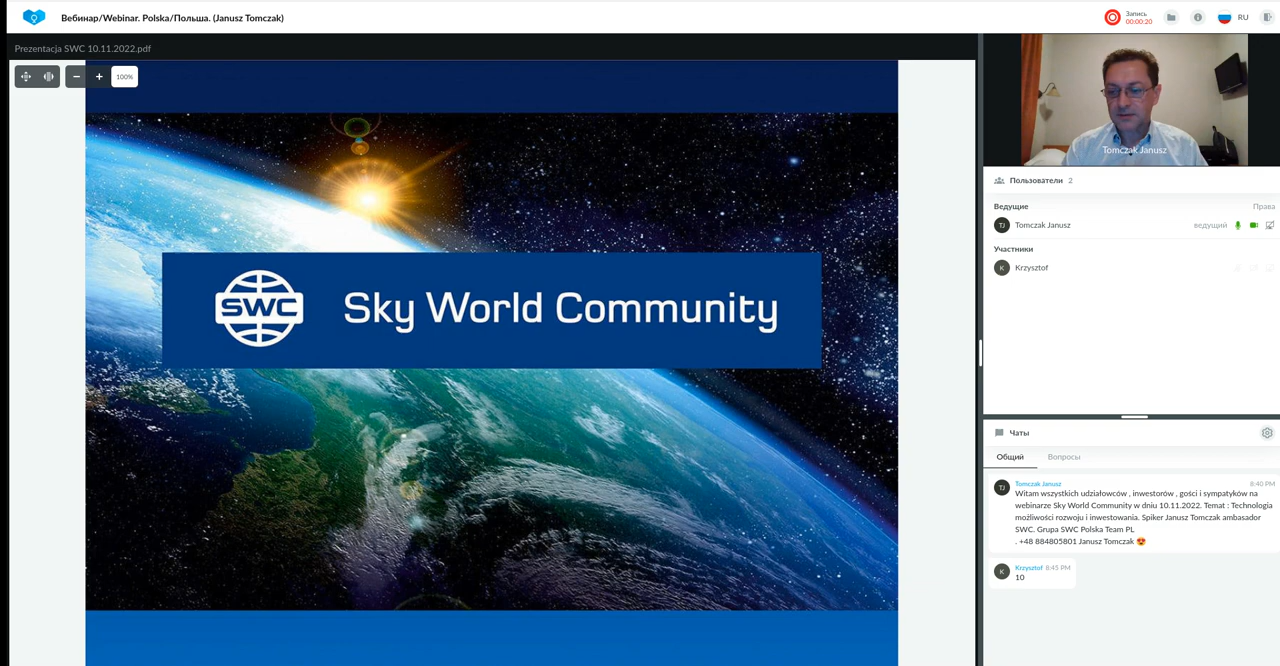 Вебинар/Webinar. Polska/Польша. (Janusz Tomczak)
Запись
00:00:20
RU
Prezentacja SWC 10.11.2022.pdf
100%
SWC
Sky World Community
Tomczak Janusz
Пользователи 2
Ведущие
Права
TJ
Tomczak Janusz
ведущий
Участники
K
Krzysztof
Чаты
Общий
Вопросы
TJ
Tomczak Janusz
8:40 PM
Witam wszystkich udziałowców , inwestorów , gości i sympatyków na
webinarze Sky World Community w dniu 10.11.2022. Temat : Technologia
możliwości rozwoju i inwestowania. Spiker Janusz Tomczak ambasador
SWC. Grupa SWC Polska Team PL
. +48 884805801 Janusz Tomczak 😍
K
Krzysztof 8:45 PM
10